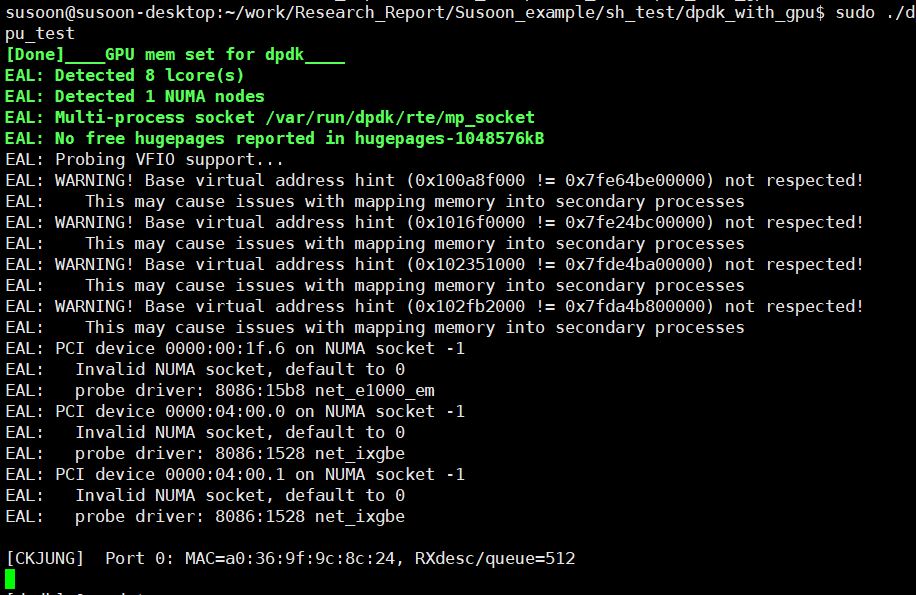 susoon@susoon-desktop:~/work/Research_Report/Susoon_example/sh_test/dpdk_with_gpu$ sudo ./d
pu_test
[Done]____GPU mem set for dpdk____
EAL: Detected 8 lcore(s)
EAL: Detected 1 NUMA nodes
EAL: Multi-process socket /var/run/dpdk/rte/mp_socket
EAL: No free hugepages reported in hugepages-1048576kB
EAL: Probing VFIO support...
EAL: WARNING! Base virtual address hint (0x100a8f000 != 0x7fe64be00000) not respected!
EAL:    This may cause issues with mapping memory into secondary processes
EAL: WARNING! Base virtual address hint (0x1016f0000 != 0x7fe24bc00000) not respected!
EAL:    This may cause issues with mapping memory into secondary processes
EAL: WARNING! Base virtual address hint (0x102351000 != 0x7fde4ba00000) not respected!
EAL:    This may cause issues with mapping memory into secondary processes
EAL: WARNING! Base virtual address hint (0x102fb2000 != 0x7fda4b800000) not respected!
EAL:    This may cause issues with mapping memory into secondary processes
EAL: PCI device 0000:00:1f.6 on NUMA socket -1
EAL:   Invalid NUMA socket, default to 0
EAL:   probe driver: 8086:15b8 net_e1000_em
EAL: PCI device 0000:04:00.0 on NUMA socket -1
EAL:   Invalid NUMA socket, default to 0
EAL:   probe driver: 8086:1528 net_ixgbe
EAL: PCI device 0000:04:00.1 on NUMA socket -1
EAL:   Invalid NUMA socket, default to 0
EAL:   probe driver: 8086:1528 net_ixgbe
[CKJUNG]  Port 0: MAC=a0:36:9f:9c:8c:24, RXdesc/queue=512